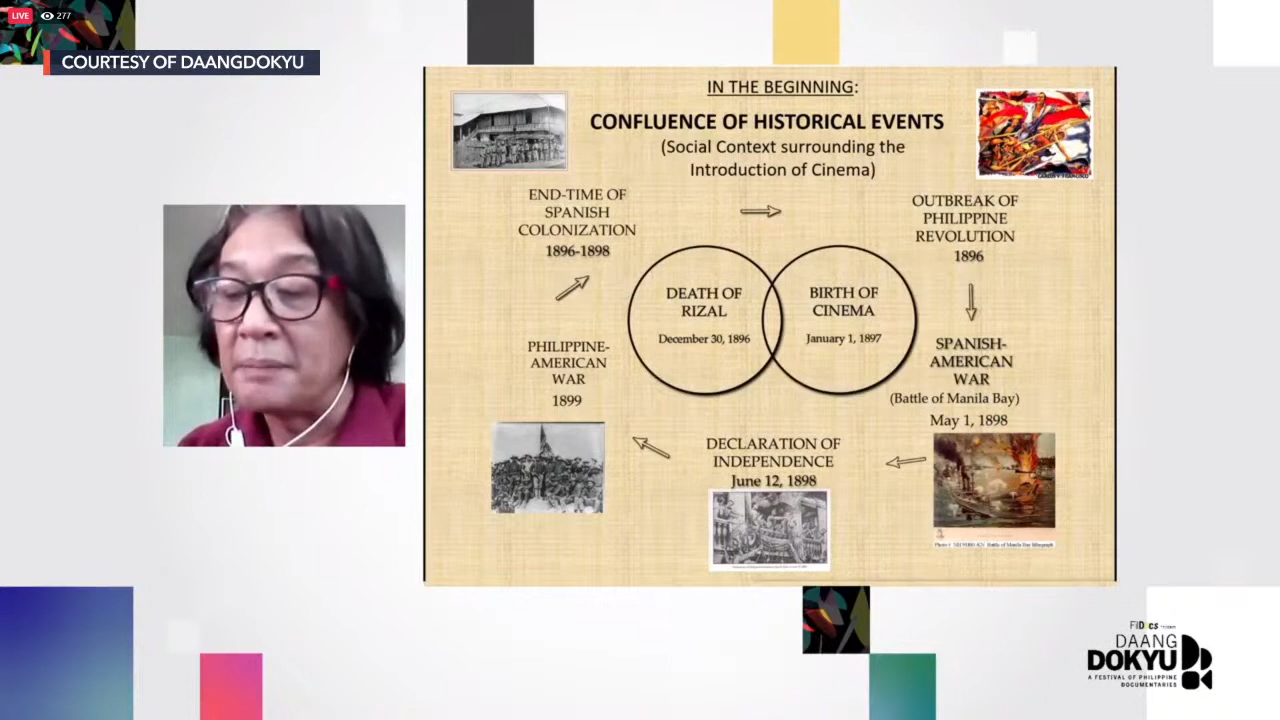 LIVE 277
COURTESY OF DAANGDOKYU
IN THE BEGINNING:
CONFLUENCE OF HISTORICAL EVENTS
(Social Context surrounding the
Introduction of Cinema)
END-TIME OF
SPANISH
COLONIZATION
1896-1898
OUTBREAK OF
PHILIPPINE
REVOLUTION
1896
DEATH OF
RIZAL
December 30, 1896
BIRTH OF
CINEMA
January 1, 1897
PHILIPPINE-
AMERICAN
WAR
1899
SPANISH-
AMERICAN
WAR
(Battle of Manila Bay)
May 1, 1898
DECLARATION OF
INDEPENDENCE
June 12, 1898
DAANG
DOKYU
A FESTIVAL OF PHILIPPINE
DOCUMENTARIES